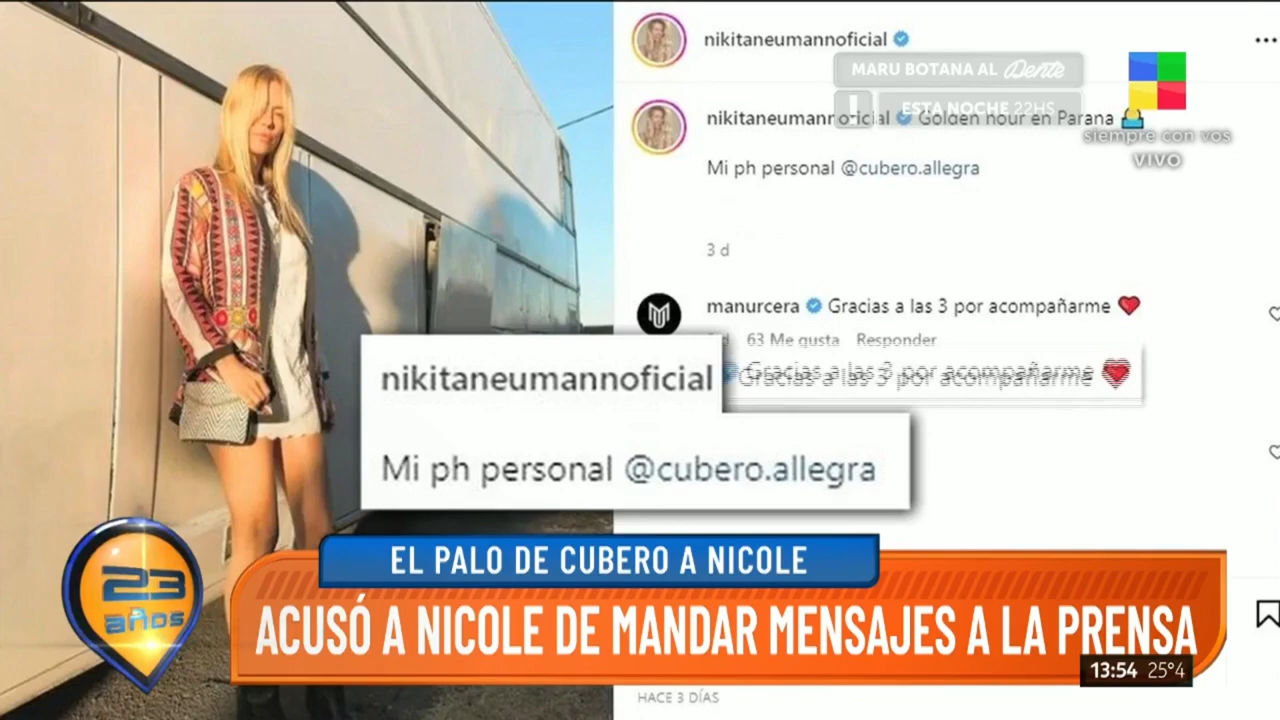 nikitaneumannoficial
MARU BOTANA AL Dente
ESTA NOCHE 22HS
nikitaneumannoficial Golden hour en Parana
siempre con vos
VIVO
Mi ph personal @cubero.allegra
3 d
manurcera Gracias a las 3 por acompañarme
63 Me gusta Responder
Gracias a las 3 por acompañarme
nikitaneumannoficial
Mi ph personal @cubero.allegra
EL PALO DE CUBERO A NICOLE
23 años
ACUSÓ A NICOLE DE MANDAR MENSAJES A LA PRENSA
13:54 25°4
HACE 3 DÍAS